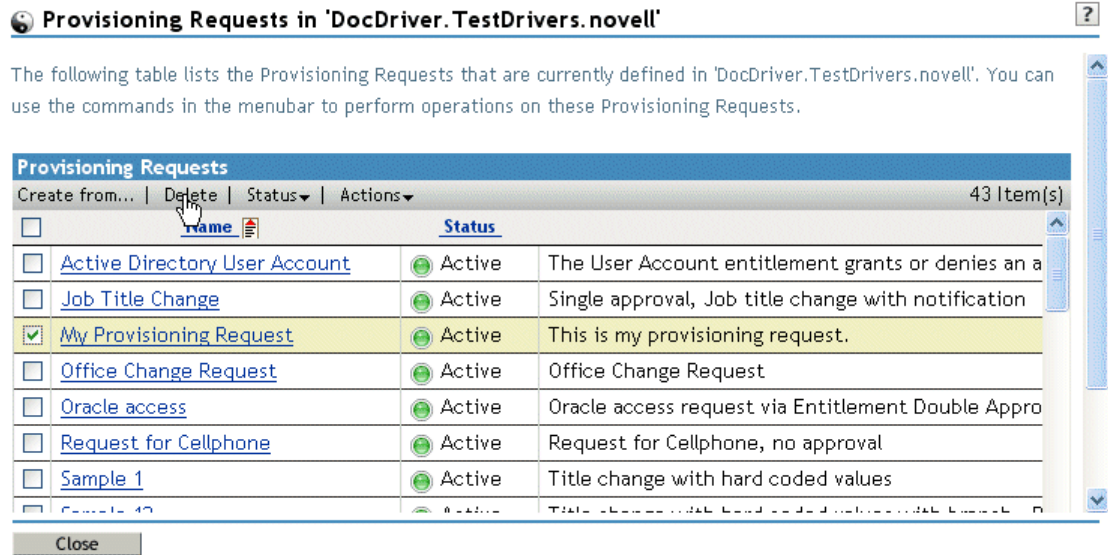 Provisioning Requests in 'DocDriver.TestDrivers.novell'
?
The following table lists the Provisioning Requests that are currently defined in 'DocDriver.TestDrivers.novell'. You can
use the commands in the menubar to perform operations on these Provisioning Requests.
Provisioning Requests
Create from... | Delete | Status | Actions 43 Item(s)
Name Status
Active Directory User Account Active The User Account entitlement grants or denies an a
Job Title Change Active Single approval, Job title change with notification
My Provisioning Request Active This is my provisioning request.
Office Change Request Active Office Change Request
Oracle access Active Oracle access request via Entitlement Double Appro
Request for Cellphone Active Request for Cellphone, no approval
Sample 1 Active Title change with hard coded values
Close